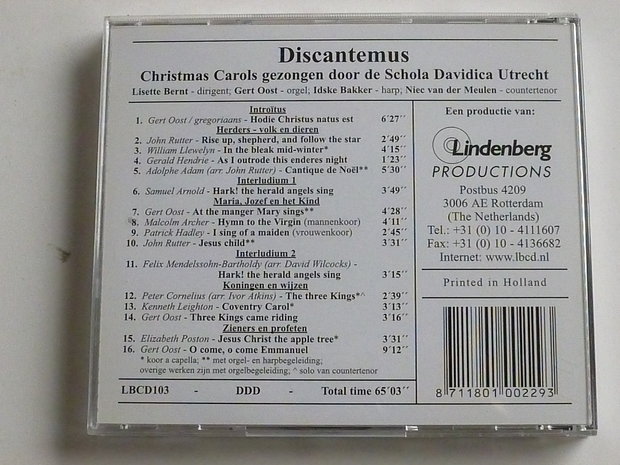 Discantemus
Christmas Carols gezongen door de Schola Davidica Utrecht
Lisette Bernt - dirigent; Gert Oost - orgel; Idske Bakker - harp; Niec van der Meulen - countertenor
Introïtus
1. Gert Oost / gregoriaans - Hodie Christus natus est 6´27´´
Herders - volk en dieren
2. John Rutter - Rise up, shepherd, and follow the star 2´49´´
3. William Llewelyn - In the bleak mid-winter* 4´15´´
4. Gerald Hendrie - As I outrode this enderes night 1´23´´
5. Adolphe Adam (arr. John Rutter) - Cantique de Noël** 5´30´´
Interludium 1
6. Samuel Arnold - Hark! the herald angels sing 3´49´´
Maria, Jozef en het Kind
7. Gert Oost - At the manger Mary sings** 4´28´´
8. Malcolm Archer - Hymn to the Virgin (mannenkoor) 4´11´´
9. Patrick Hadley - I sing of a maiden (vrouwenkoor) 2´45´´
10. John Rutter - Jesus child** 3´31´´
Interludium 2
11. Felix Mendelssohn-Bartholdy (arr. David Wilcocks) -
Hark! the herald angels sing 3´15´´
Koningen en wijzen
12. Peter Cornelius (arr. Ivor Atkins) - The three Kings*^ 2´39´´
13. Kenneth Leighton - Coventry Carol* 3´13´´
14. Gert Oost - Three Kings came riding 3´16´´
Zieners en profeten
15. Elizabeth Poston - Jesus Christ the apple tree* 3´31´´
16. Gert Oost - O come, o come Emmanuel 9´12´´
* koor a capella; ** met orgel- en harpbegeleiding;
overige werken zijn met orgelbegeleiding; ^ solo van countertenor
LBCD103 - DDD - Total time 65´03´´
Een productie van:
Lindenberg
PRODUCTIONS
Postbus 4209
3006 AE Rotterdam
(The Netherlands)
Tel.: +31 (0) 10 - 4111607
Fax: +31 (0) 10 - 4136682
Internet: www.lbcd.nl
Printed in Holland
8 711801 002293